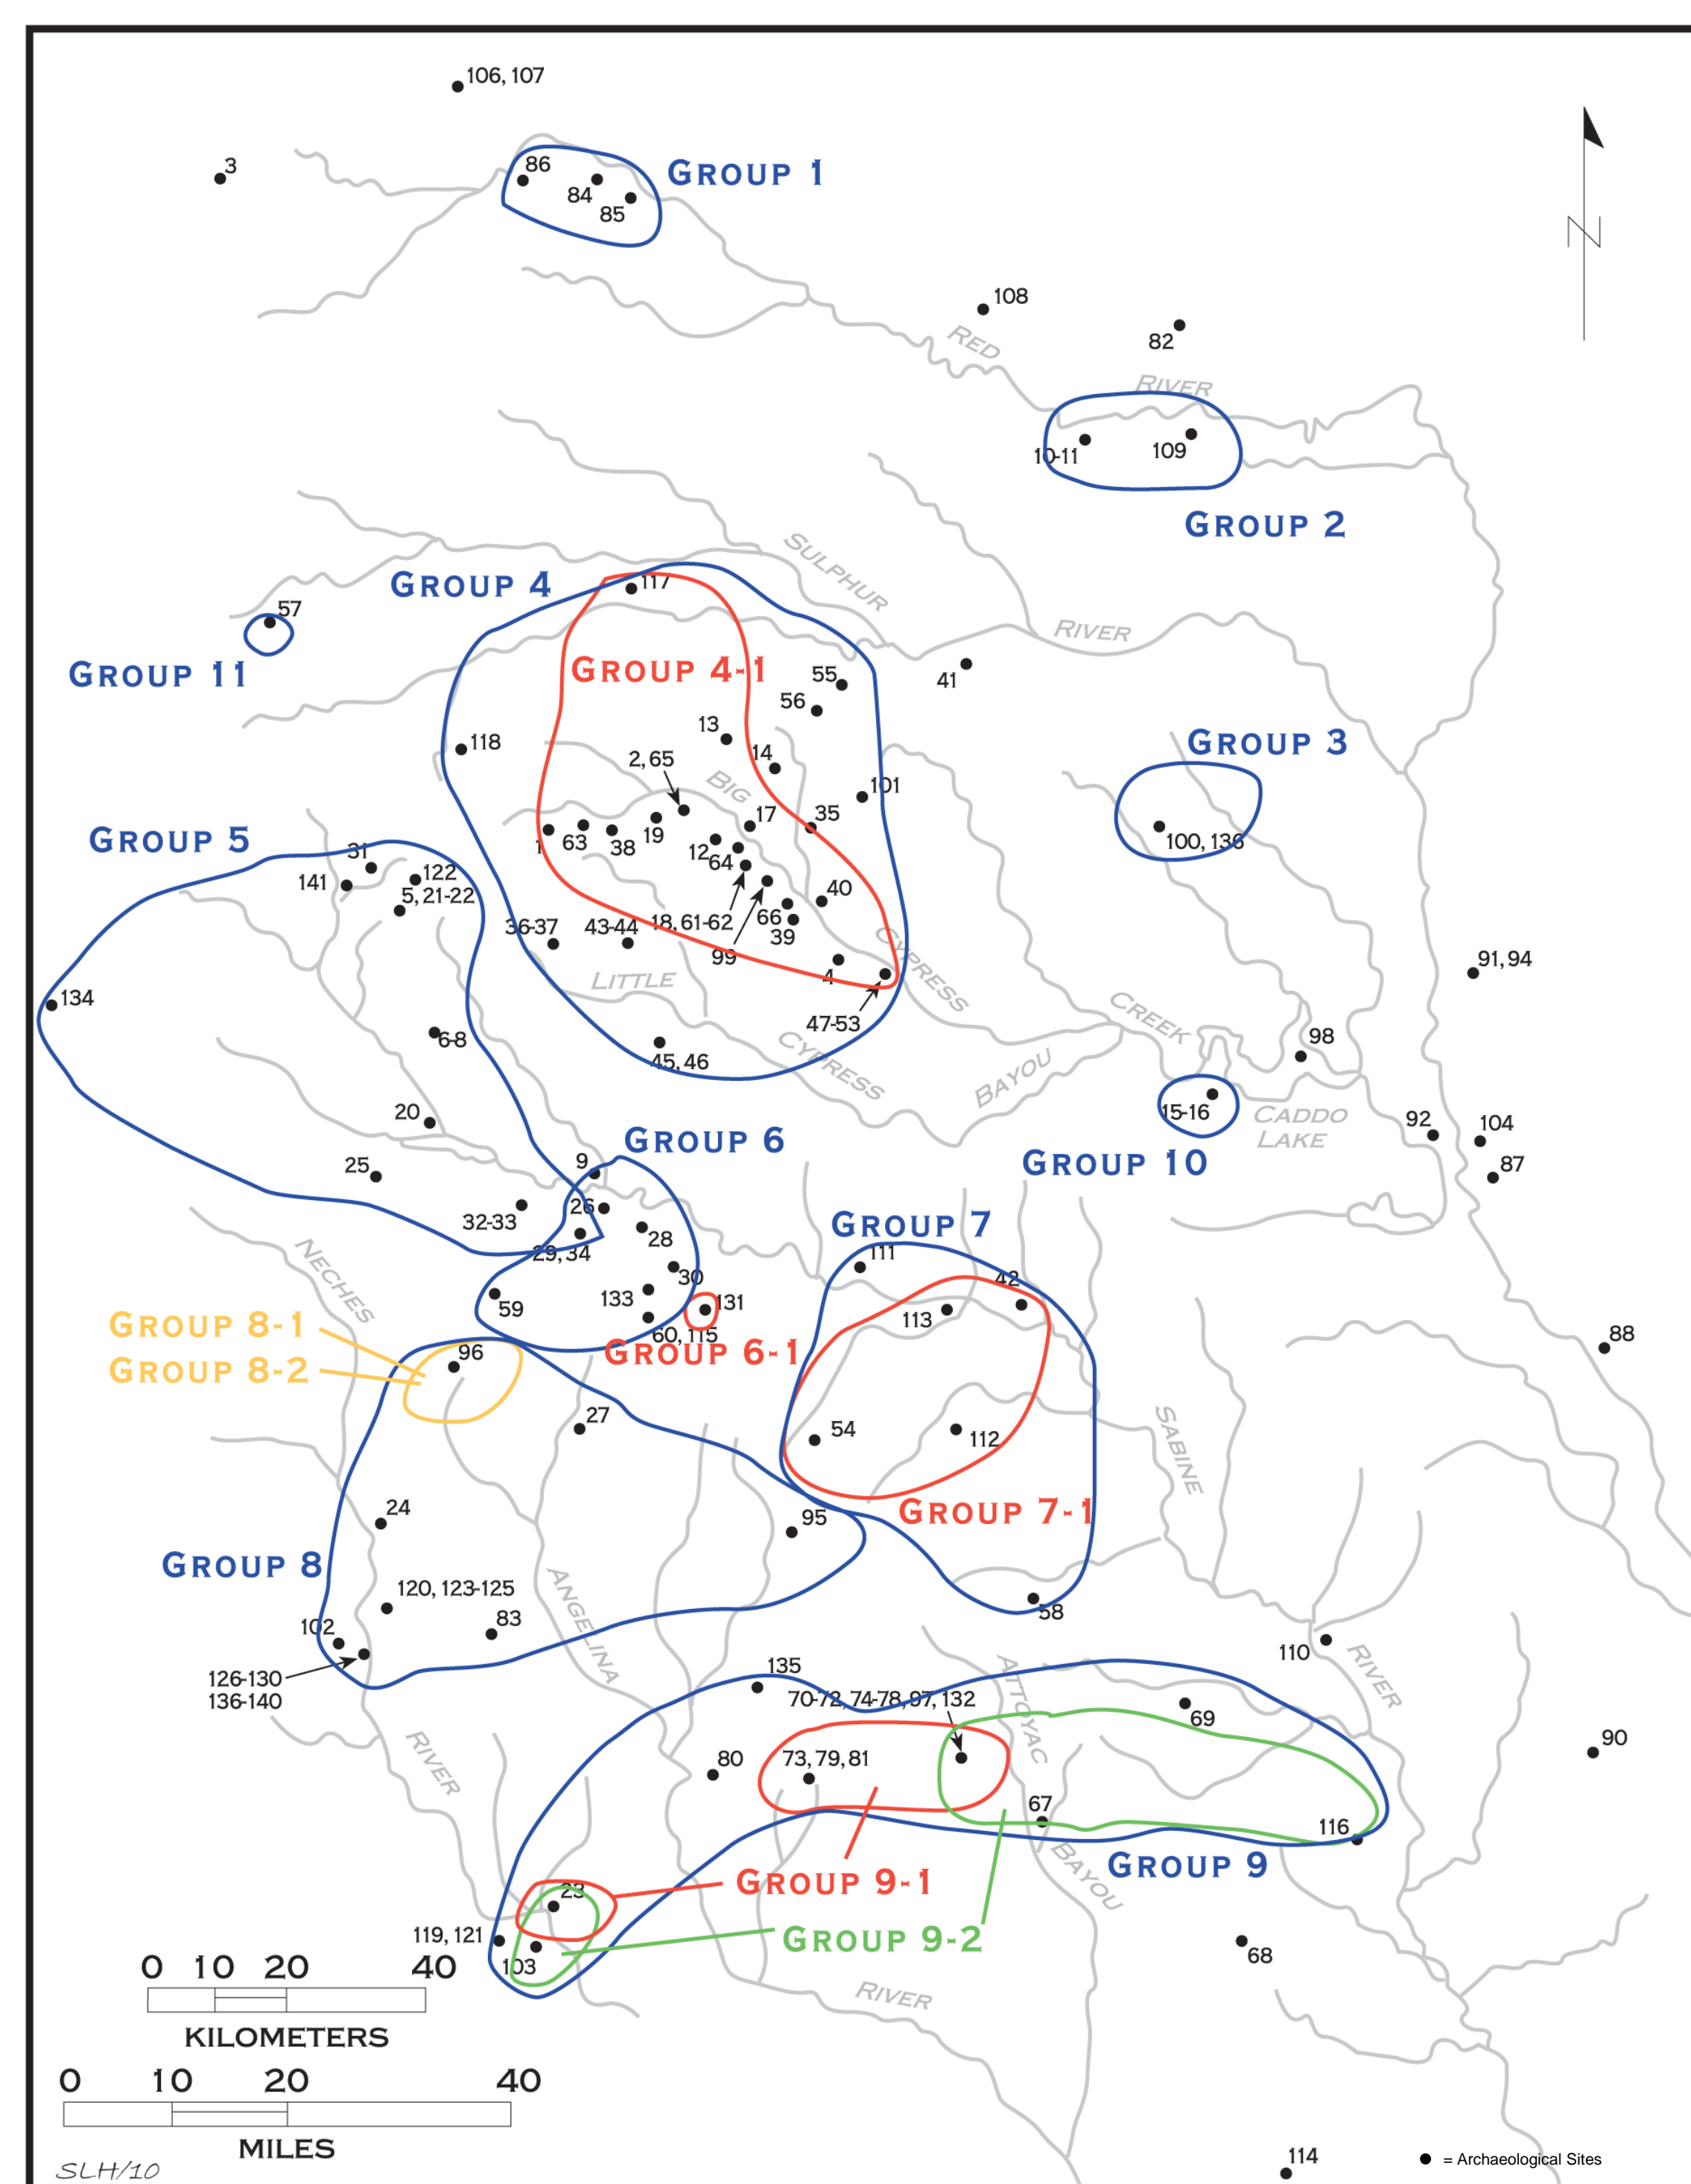 106, 107
3
86
84
85
GROUP 1
108
82
RED
RIVER
10-11
109
GROUP 2
N
SULPHUR
RIVER
GROUP 4
117
57
GROUP 11
GROUP 4-1
55
56
41
118
13
14
2, 65
BIG
101
GROUP 3
17
35
1
63
38
19
12
64
100, 136
GROUP 5
31
141
122
5, 21-22
40
36-37
43-44
18, 61-62
66
39
99
4
CYPRESS
LITTLE
47-53
134
6-8
45, 46
CYPRESS
BAYOU
CREEK
91, 94
98
15-16
CADDO
LAKE
92
104
87
20
GROUP 6
GROUP 10
25
9
26
32-33
29, 34
28
30
GROUP 7
111
42
113
NECHES
59
133
131
60, 115
GROUP 6-1
GROUP 8-1
GROUP 8-2
96
88
27
54
112
SABINE
GROUP 7-1
24
95
GROUP 8
120, 123-125
83
102
ANGELINA
58
110
126-130
136-140
RIVER
135
70-72, 74-78, 97, 132
ATTOYAC
69
RIVER
80
73, 79, 81
90
67
116
BAYOU
GROUP 9
GROUP 9-1
23
GROUP 9-2
119, 121
103
68
RIVER
0 10 20 40
KILOMETERS
0 10 20 40
MILES
SLH/10
114
= Archaeological Sites